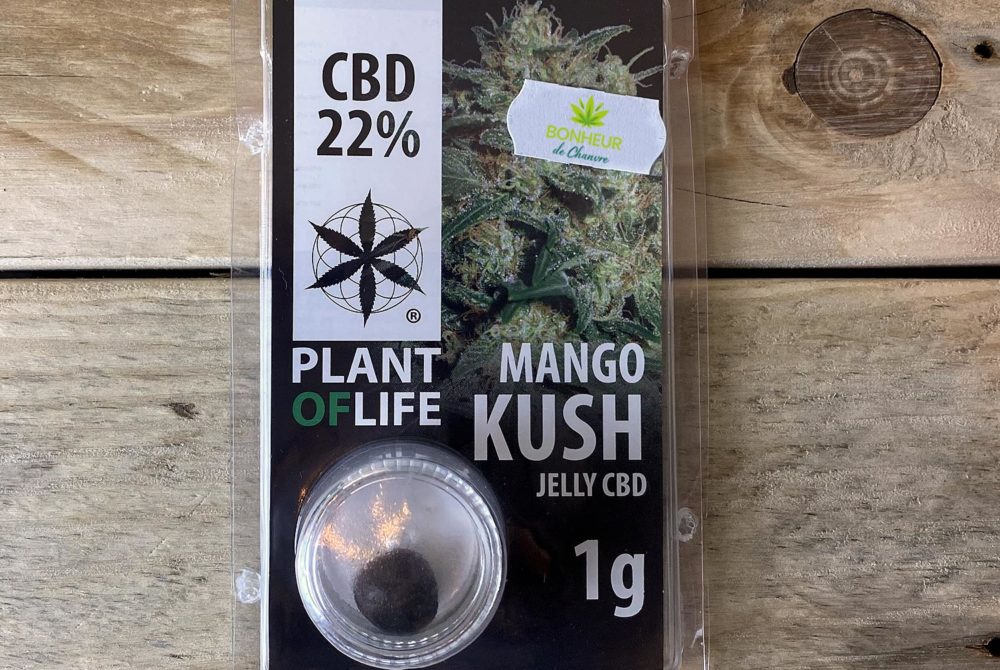 CBD
22%
BONHEUR
de Chanvre
®
PLANT
OFLIFE
MANGO
KUSH
JELLY CBD
1g